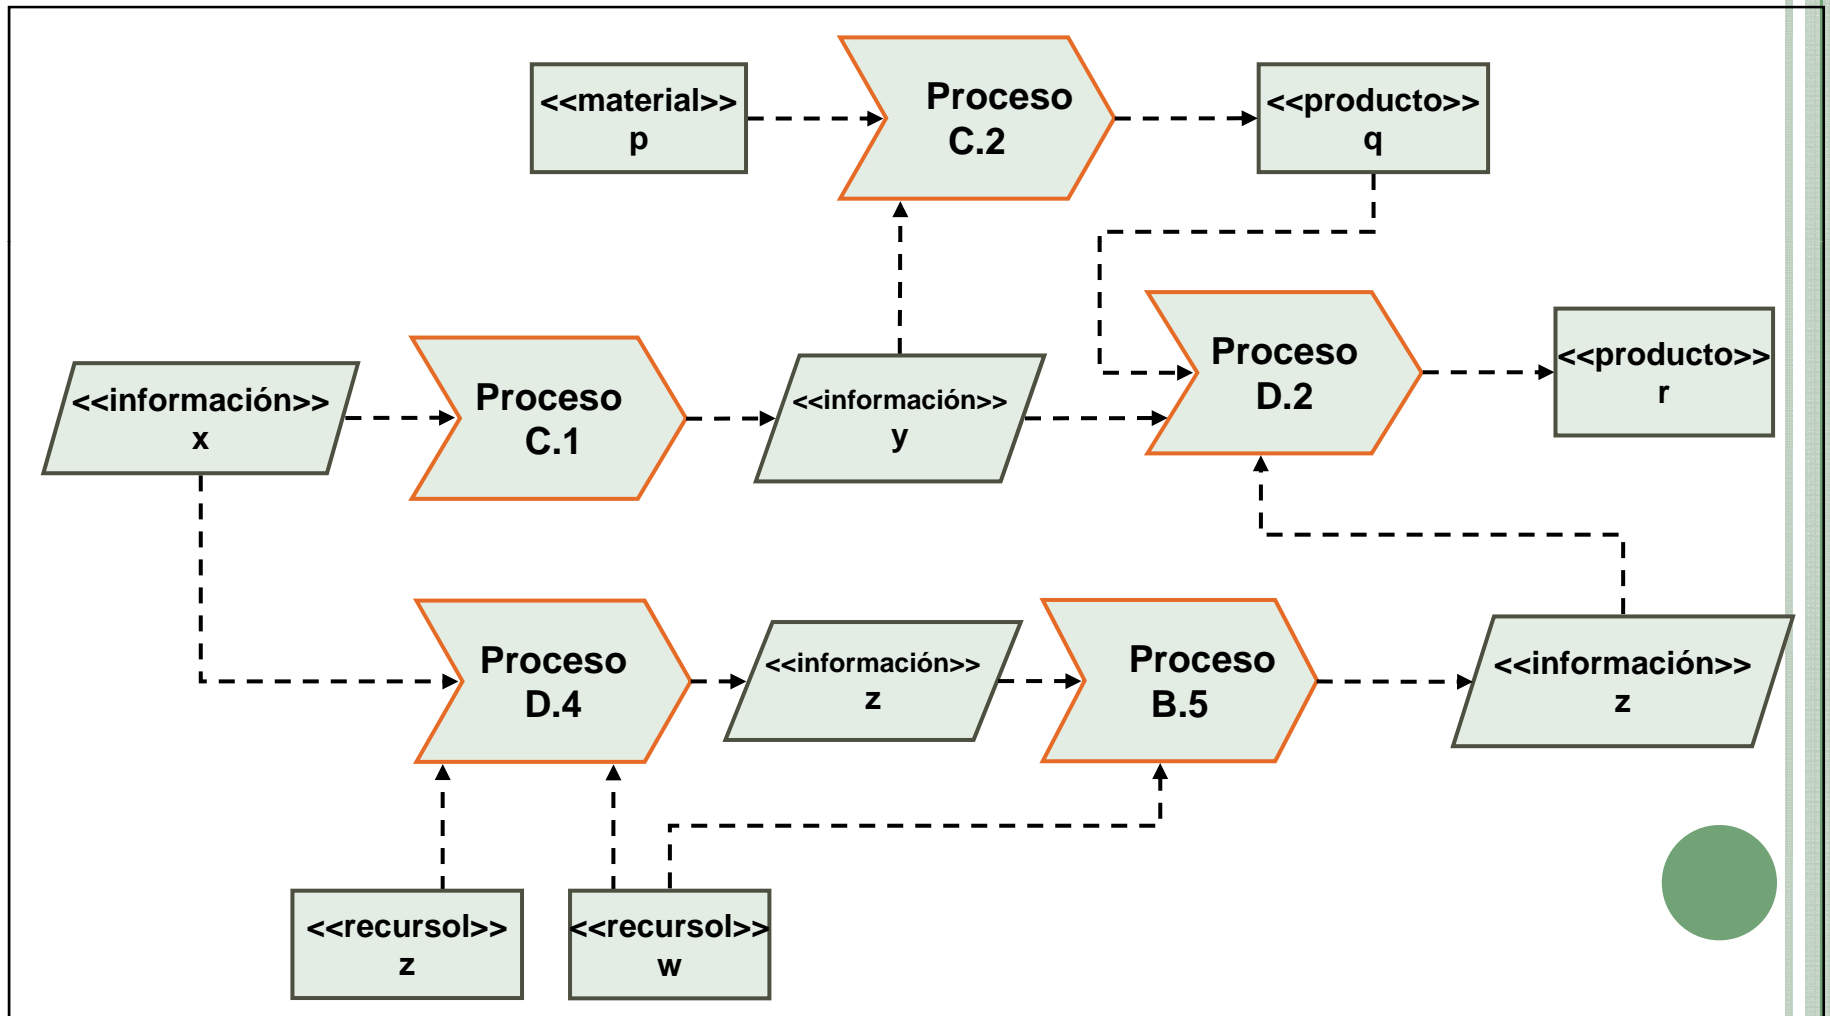 <<material>>
p
Proceso
C.2
<<producto>>
q
<<información>>
x
Proceso
C.1
<<información>>
y
Proceso
D.2
<<producto>>
r
Proceso
D.4
<<información>>
z
Proceso
B.5
<<información>>
z
<<recursol>>
z
<<recursol>>
w